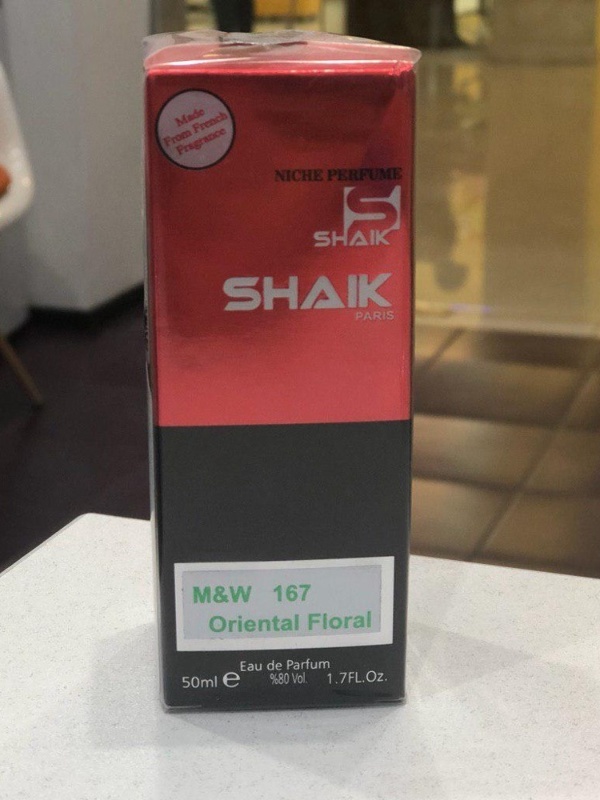 Made
From French
Fragrance
NICHE PERFUME
S
SHAIK
SHAIK
PARIS
M&W 167
Oriental Floral
Eau de Parfum
50ml e %80 Vol. 1.7FL.Oz.